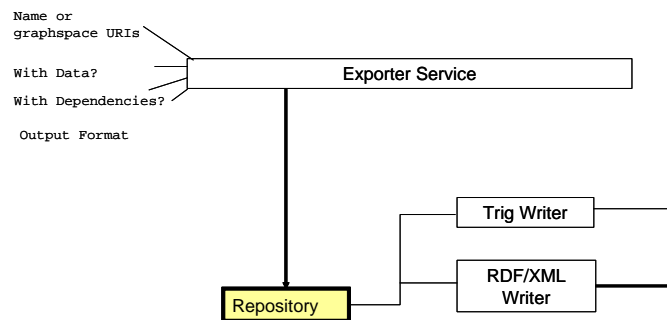 Name or
graphspace URIs
With Data?
Exporter Service
With Dependencies?
Output Format
Trig Writer
RDF/XML
Writer
Repository